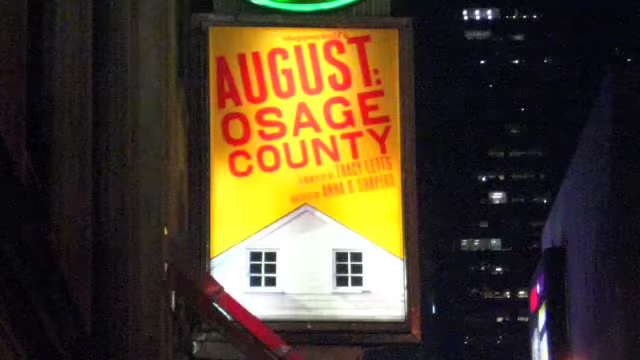 AUGUST:
OSAGE
COUNTY
TRACY LETTS
ANNA D SHAPIRO